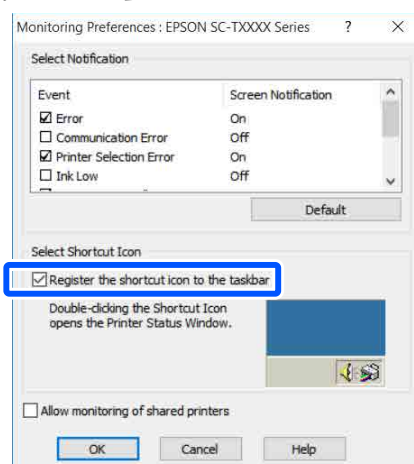 Monitoring Preferences : EPSON SC-TXXXX Series ? ×
Select Notification
Event Screen Notification
Error On
Communication Error Off
Printer Selection Error On
Ink Low Off
Default
Select Shortcut Icon
Register the shortcut icon to the taskbar
Double-clicking the Shortcut Icon
opens the Printer Status Window.
Allow monitoring of shared printers
OK Cancel Help